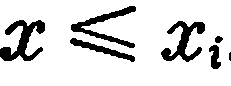 x ⩽ x_i.